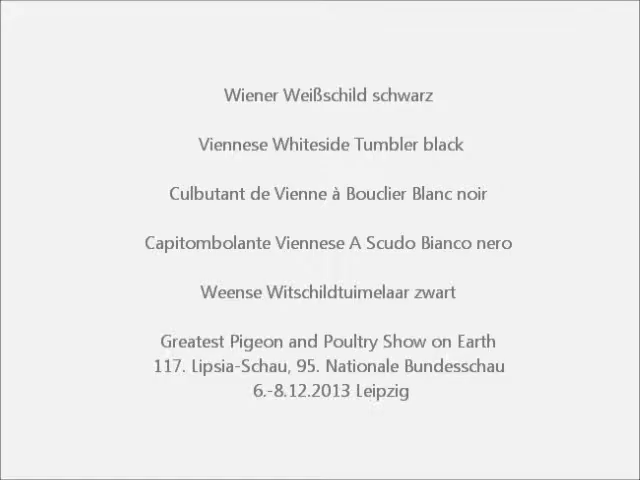 Wiener Weißschild schwarz
Viennese Whiteside Tumbler black
Culbutant de Vienne à Bouclier Blanc noir
Capitombolante Viennese A Scudo Bianco nero
Weense Witschildtuimelaar zwart
Greatest Pigeon and Poultry Show on Earth
117. Lipsia-Schau, 95. Nationale Bundesschau
6.-8.12.2013 Leipzig